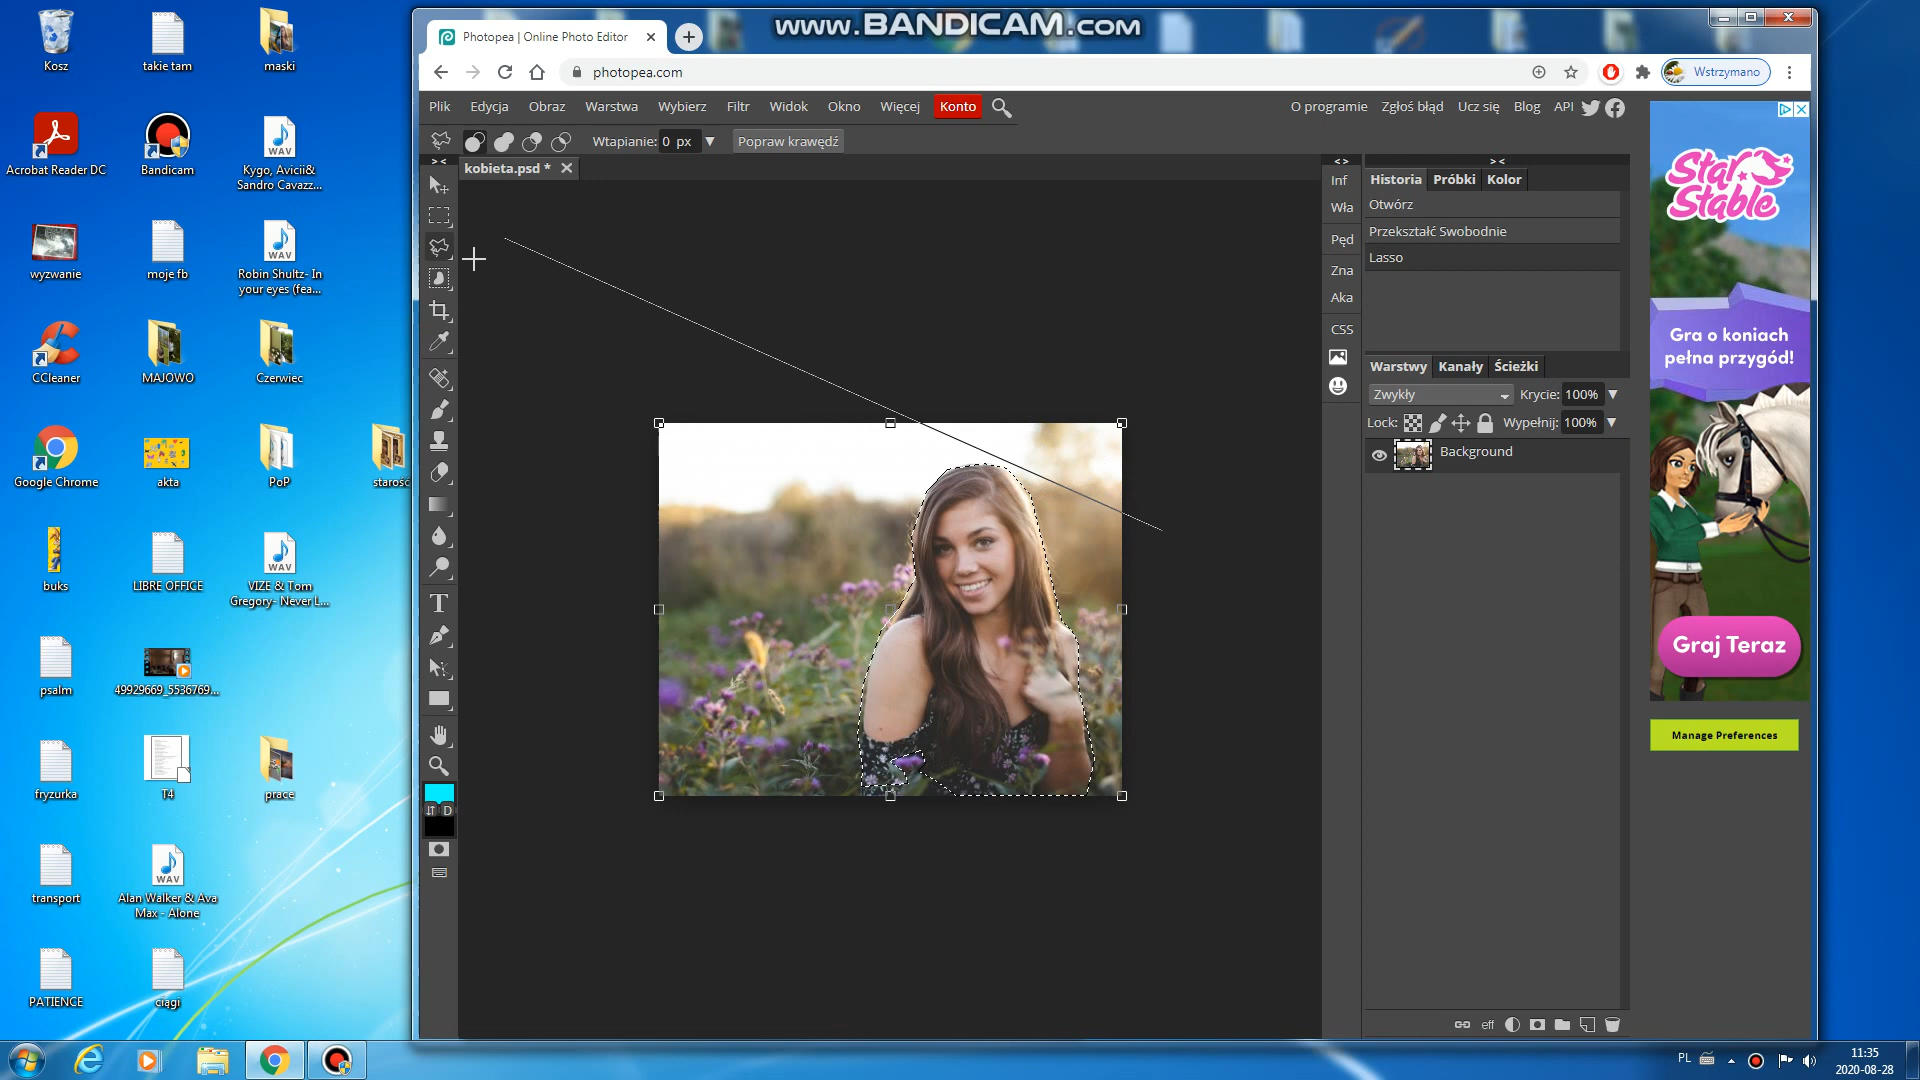 www.BANDICAM.com
Photopea | Online Photo Editor
photopea.com
Wstrzymano
Plik Edycja Obraz Warstwa Wybierz Filtr Widok Okno Więcej Konto
O programie Zgłoś błąd Ucz się Blog API
Wtapianie: 0 px Popraw krawędź
kobieta.psd *
Inf
Wła
Pęd
Zna
Aka
CSS
Historia Próbki Kolor
Otwórz
Przekształć Swobodnie
Lasso
Warstwy Kanały Ścieżki
Zwykły Krycie: 100%
Lock: Wypełnij: 100%
Background
eff
T
D
Star Stable
Gra o koniach
pełna przygód!
Graj Teraz
Manage Preferences
Kosz
takie tam
maski
Acrobat Reader DC
Bandicam
WAV
Kygo, Avicii&
Sandro Cavazz...
wyzwanie
moje fb
WAV
Robin Shultz- In
your eyes (fea...
CCleaner
MAJOWO
Czerwiec
Google Chrome
akta
PoP
starosc
buks
LIBRE OFFICE
WAV
VIZE & Tom
Gregory- Never L...
psalm
49929669_5536769...
fryzurka
T4
prace
transport
WAV
Alan Walker & Ava
Max - Alone
PATIENCE
ciągi
PL
11:35
2020-08-28